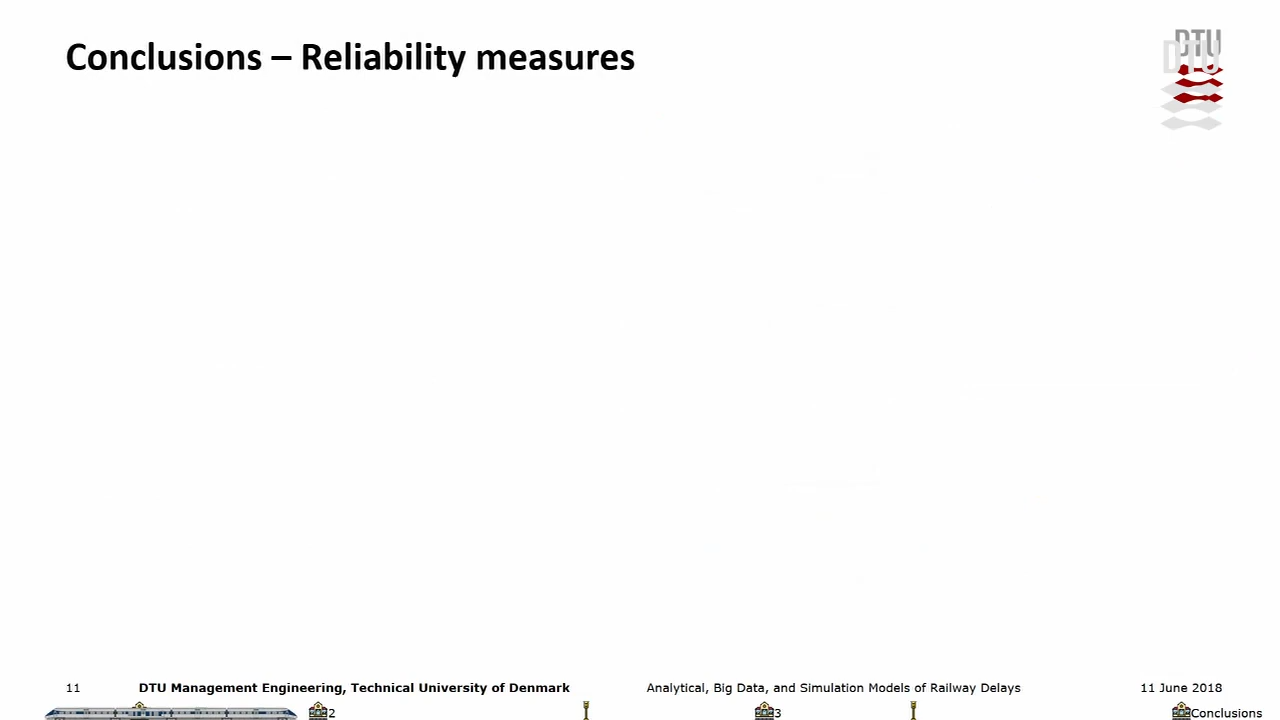 Conclusions – Reliability measures
DTU
DTU
11 DTU Management Engineering, Technical University of Denmark Analytical, Big Data, and Simulation Models of Railway Delays 11 June 2018
2 3 Conclusions